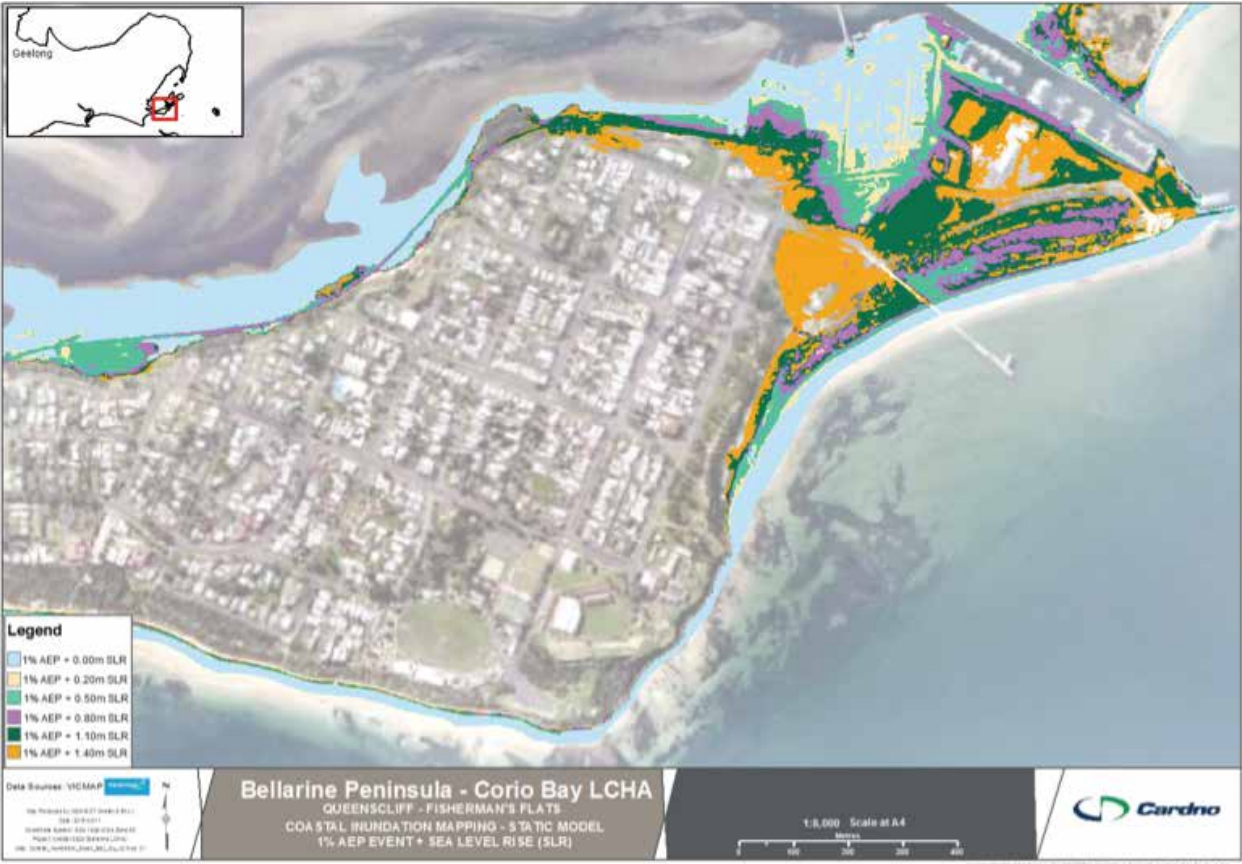 Geelong
Legend
1% AEP + 0.00m SLR
1% AEP + 0.20m SLR
1% AEP + 0.50m SLR
1% AEP + 0.80m SLR
1% AEP + 1.10m SLR
1% AEP + 1.40m SLR
Data Sources: VICMAP
N
Bellarine Peninsula - Corio Bay LCHA
QUEENSCLIFF - FISHERMAN'S FLATS
COASTAL INUNDATION MAPPING - STATIC MODEL
1% AEP EVENT + SEA LEVEL RISE (SLR)
1:8,000 Scale at A4
Metres
0 100 200 300 400
Cardno